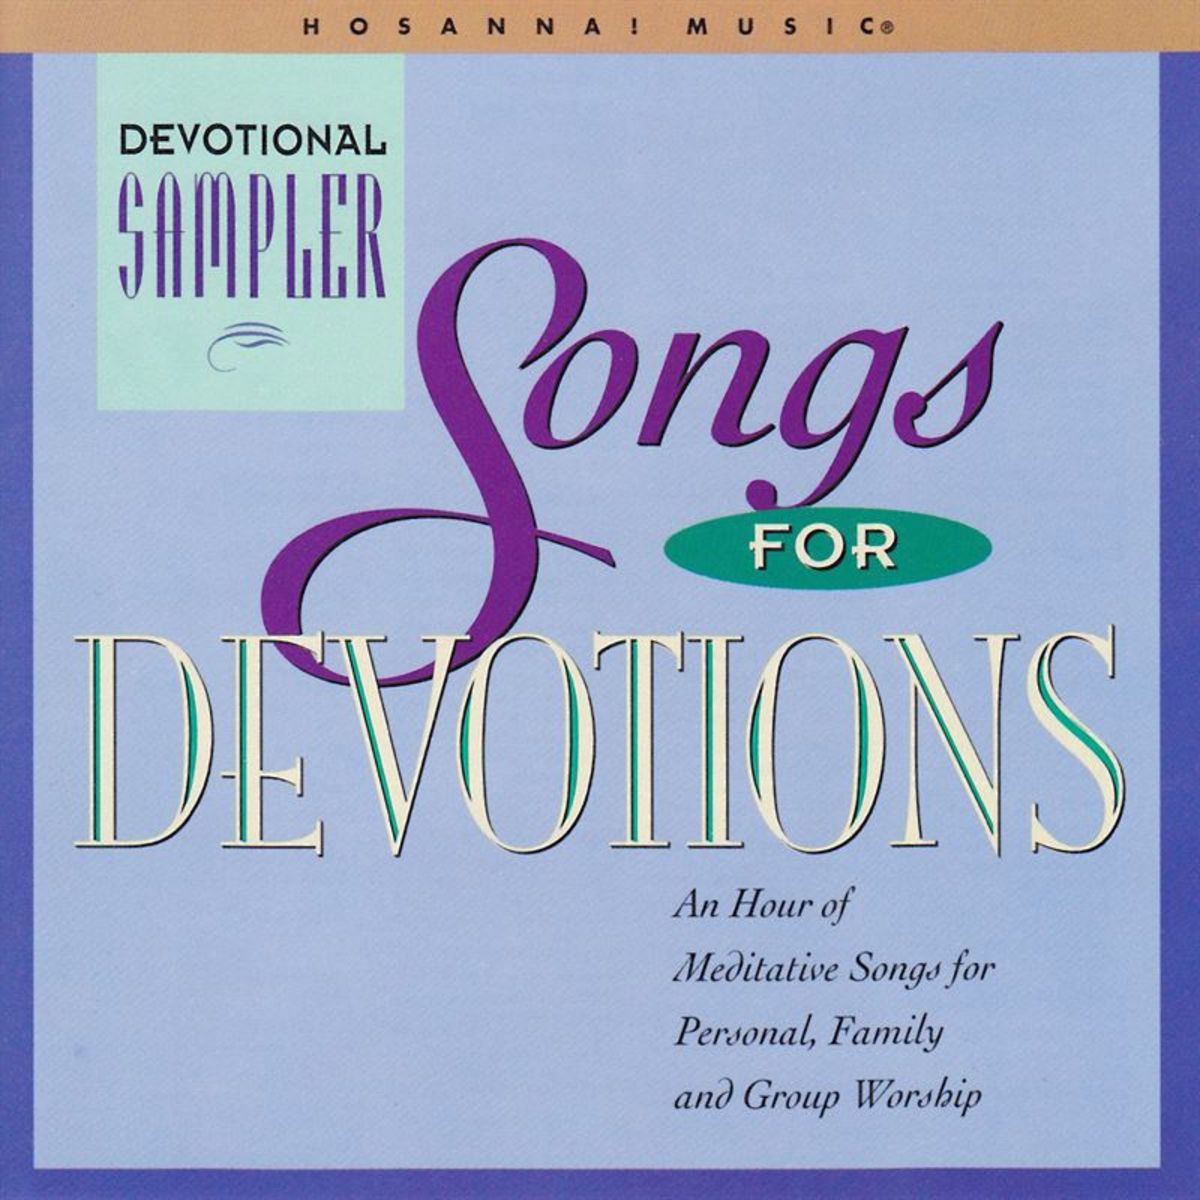 HOSANNA! MUSIC®
DEVOTIONAL
SAMPLER
Songs
FOR
DEVOTIONS
An Hour of
Meditative Songs for
Personal, Family
and Group Worship